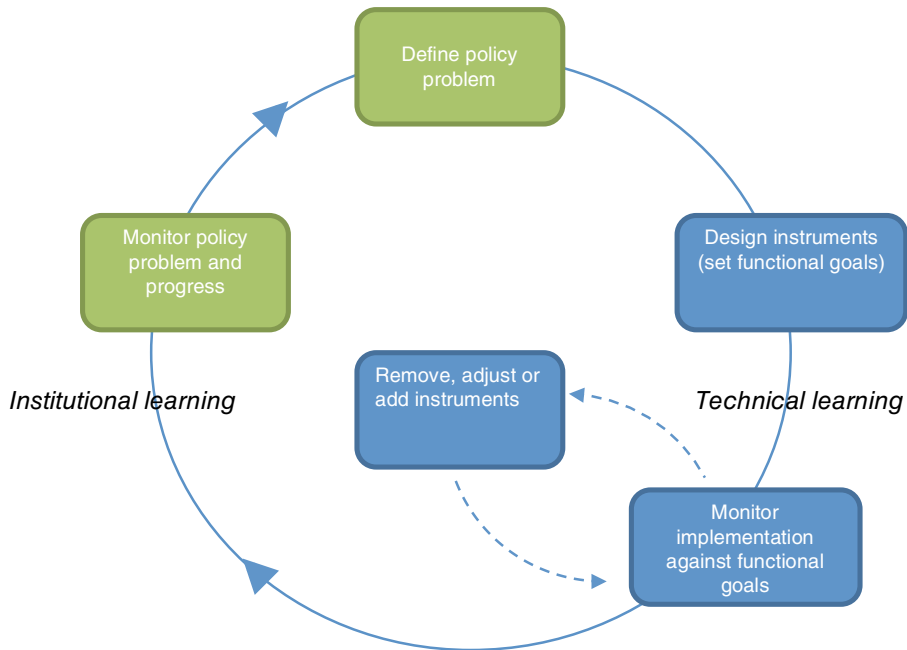 Define policy
problem
Monitor policy
problem and
progress
Design instruments
(set functional goals)
Institutional learning
Remove, adjust or
add instruments
Technical learning
Monitor
implementation
against functional
goals